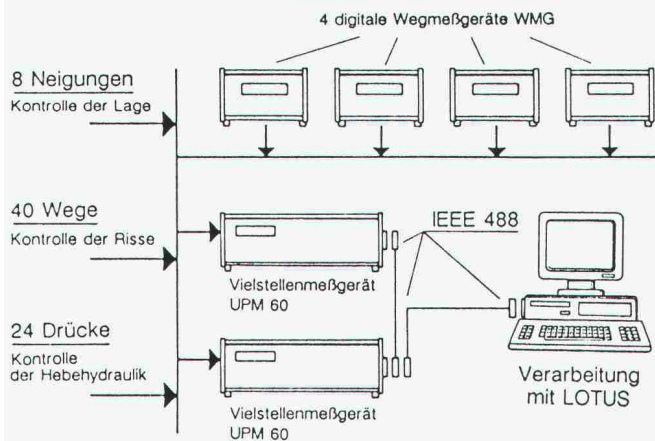 4 digitale Wegmeßgeräte WMG
8 Neigungen
Kontrolle der Lage
40 Wege
Kontrolle der Risse
IEEE 488
Vielstellenmeßgerät
UPM 60
24 Drücke
Kontrolle
der Hebehydraulik
Vielstellenmeßgerät
UPM 60
Verarbeitung
mit LOTUS